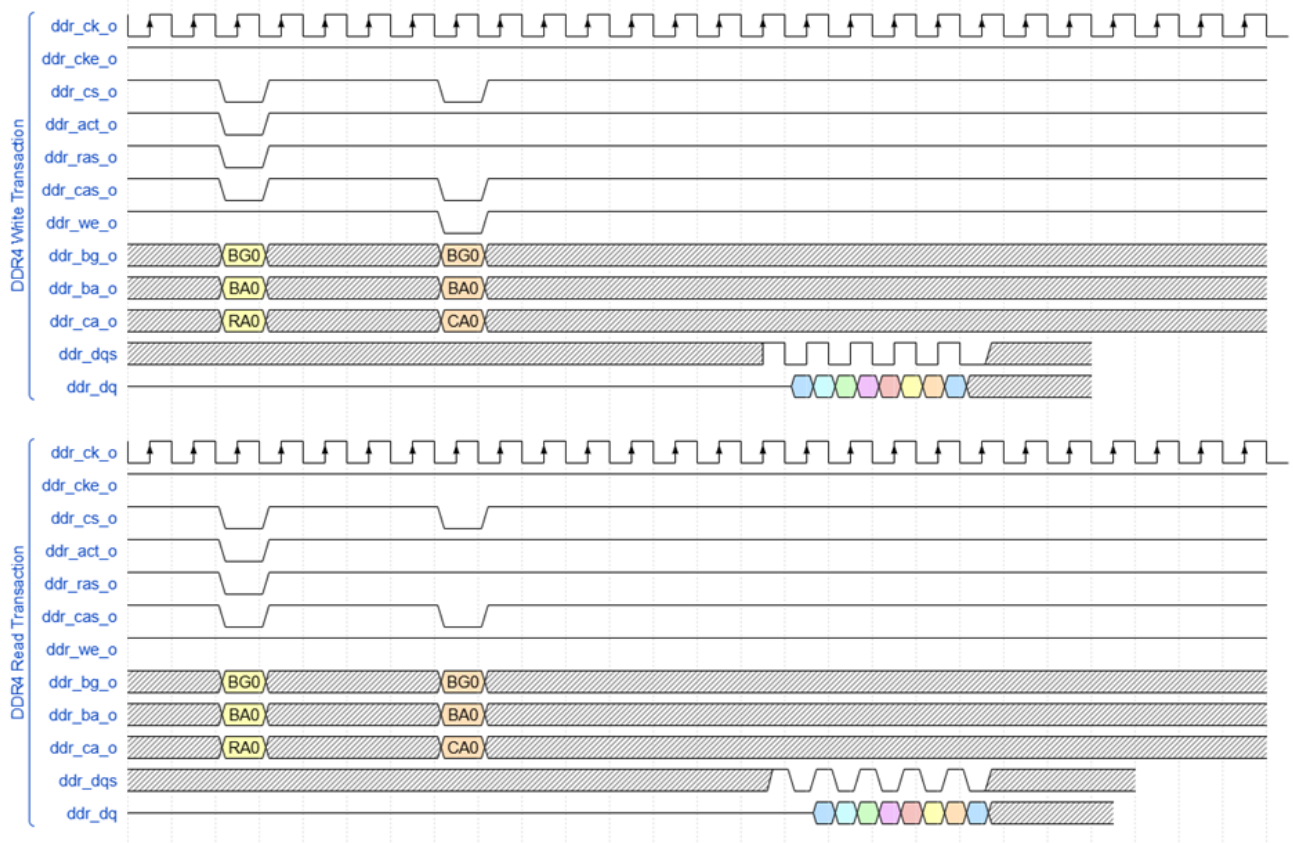 DDR4 Write Transaction
ddr_ck_o
ddr_cke_o
ddr_cs_o
ddr_act_o
ddr_ras_o
ddr_cas_o
ddr_we_o
ddr_bg_o BG0 BG0
ddr_ba_o BA0 BA0
ddr_ca_o RA0 CA0
ddr_dqs
ddr_dq
DDR4 Read Transaction
ddr_ck_o
ddr_cke_o
ddr_cs_o
ddr_act_o
ddr_ras_o
ddr_cas_o
ddr_we_o
ddr_bg_o BG0 BG0
ddr_ba_o BA0 BA0
ddr_ca_o RA0 CA0
ddr_dqs
ddr_dq